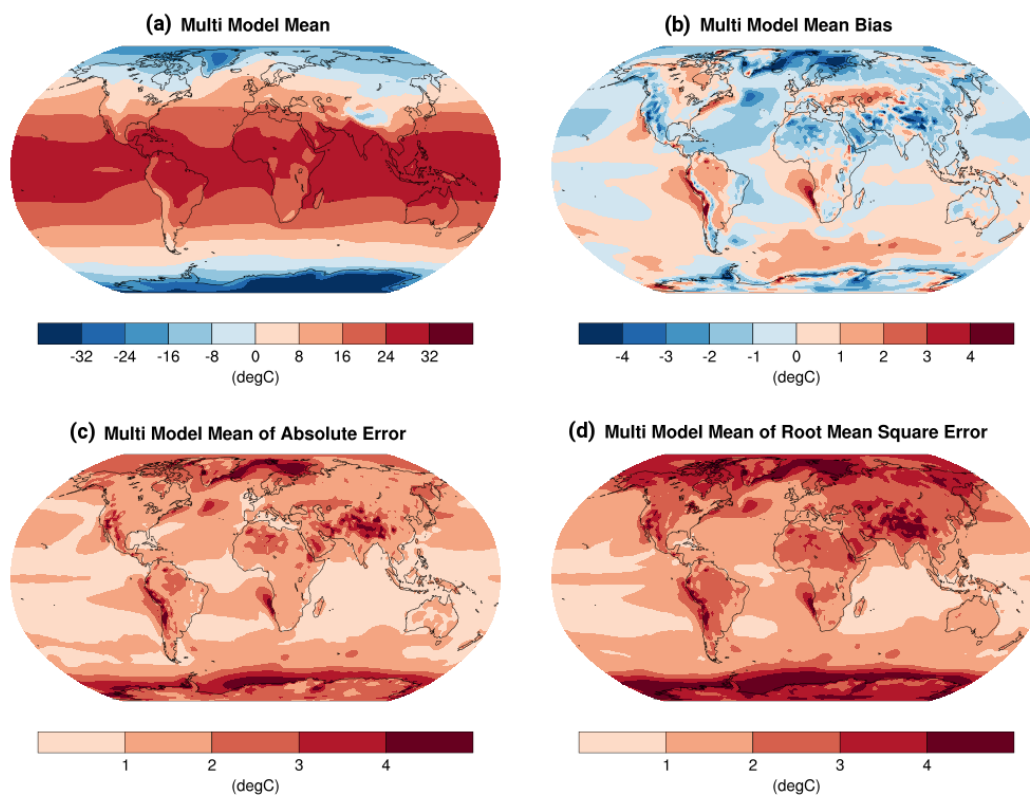 (a) Multi Model Mean
(b) Multi Model Mean Bias
-32 -24 -16 -8 0 8 16 24 32
(degC)
-4 -3 -2 -1 0 1 2 3 4
(degC)
(c) Multi Model Mean of Absolute Error
(d) Multi Model Mean of Root Mean Square Error
1 2 3 4
(degC)
1 2 3 4
(degC)